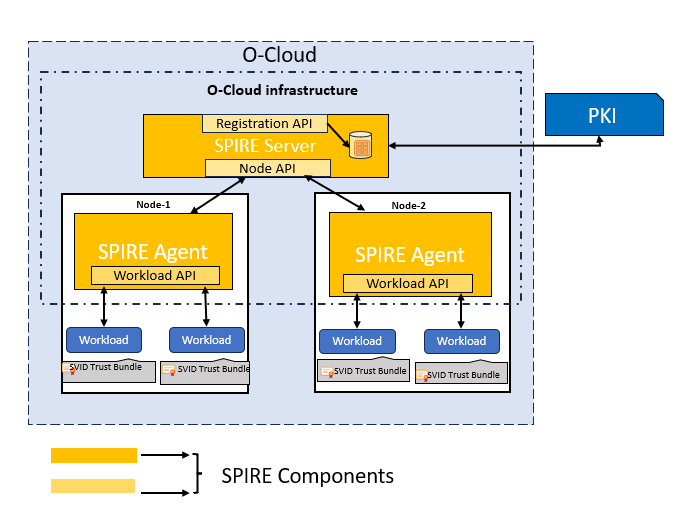 O-Cloud
O-Cloud infrastructure
Registration API
SPIRE Server
Node API
PKI
Node-1
SPIRE Agent
Workload API
Node-2
SPIRE Agent
Workload API
Workload
Workload
Workload
Workload
SVID Trust Bundle
SVID Trust Bundle
SVID Trust Bundle
SVID Trust Bundle
SPIRE Components